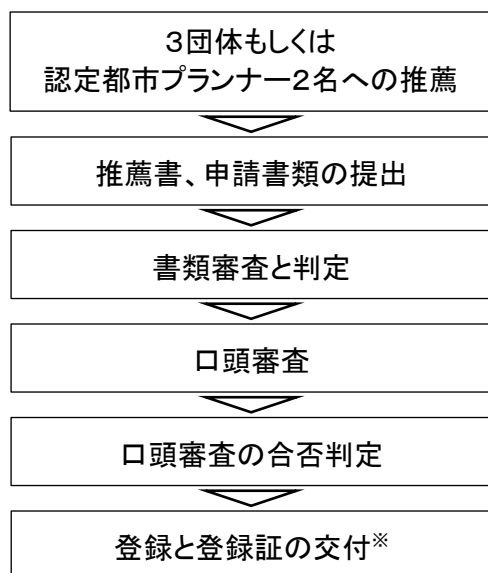 3団体もしくは
認定都市プランナー2名への推薦
推薦書、申請書類の提出
書類審査と判定
口頭審査
口頭審査の合否判定
登録と登録証の交付※